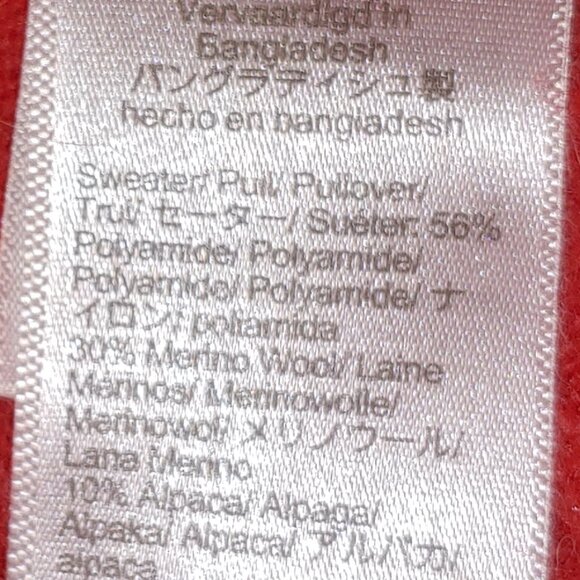 Vervaardigd in
Bangladesh
バングラディシュ製
hecho en bangladesh
Sweater/ Pull/ Pullover/
Trui/ セーター/ Suéter: 56%
Polyamide/ Polyamide/
Polyamid/ Polyamide/ ナ
イロン: poliamida
30% Merino Wool/ Laine
Mérinos/ Merinowolle/
Merinowol/ メリノウール/
Lana Merino
10% Alpaca/ Alpaga/
Alpaka/ Alpaca/ アルパカ/
alpaca